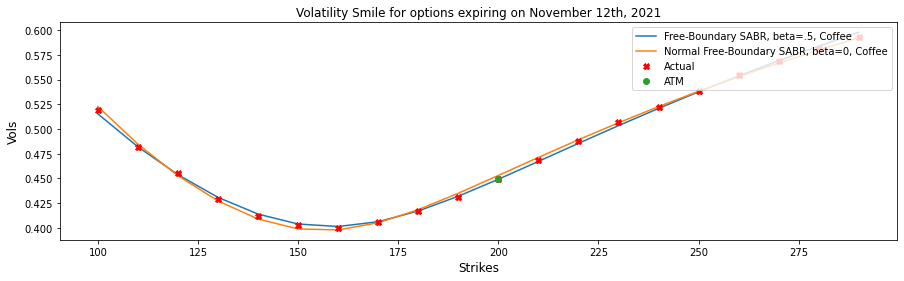 Volatility Smile for options expiring on November 12th, 2021
Vols
0.600
0.575
0.550
0.525
0.500
0.475
0.450
0.425
0.400
Free-Boundary SABR, beta=.5, Coffee
Normal Free-Boundary SABR, beta=0, Coffee
Actual
ATM
100
125
150
175
200
225
250
275
Strikes